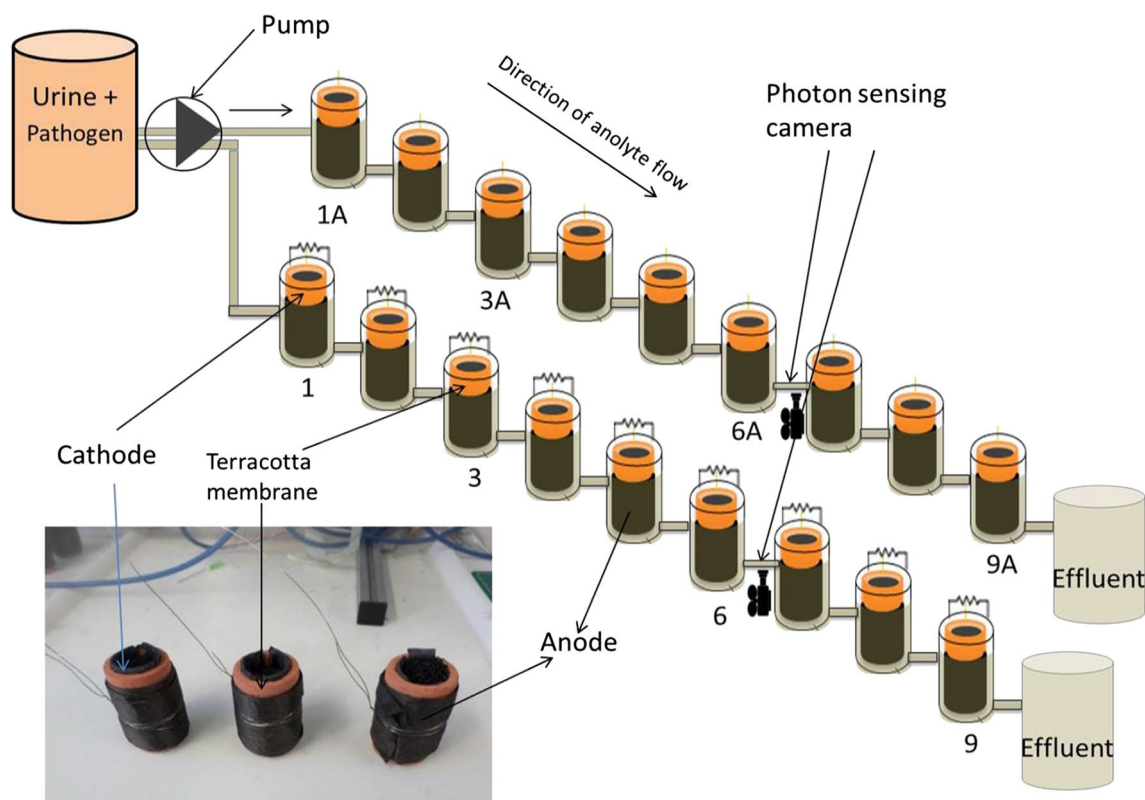 Pump
Urine +
Pathogen
Direction of anolyte flow
Photon sensing
camera
1A
3A
6A
9A
1
3
6
9
Cathode
Terracotta
membrane
Anode
Effluent
Effluent